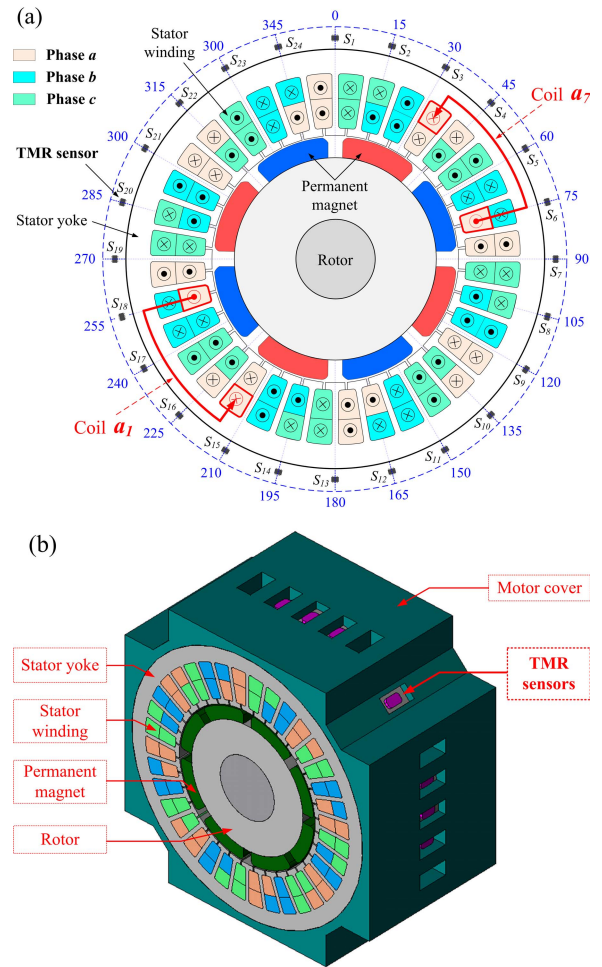 (a)
Phase a
Phase b
Phase c
Stator
winding
TMR sensor
Stator yoke
Permanent
magnet
Rotor
Coil a7
Coil a1
0
15
30
45
60
75
90
105
120
135
150
165
180
195
210
225
240
255
270
285
300
315
300
345
S1
S2
S3
S4
S5
S6
S7
S8
S9
S10
S11
S12
S13
S14
S15
S16
S17
S18
S19
S20
S21
S22
S23
S24
(b)
Motor cover
Stator yoke
TMR
sensors
Stator
winding
Permanent
magnet
Rotor